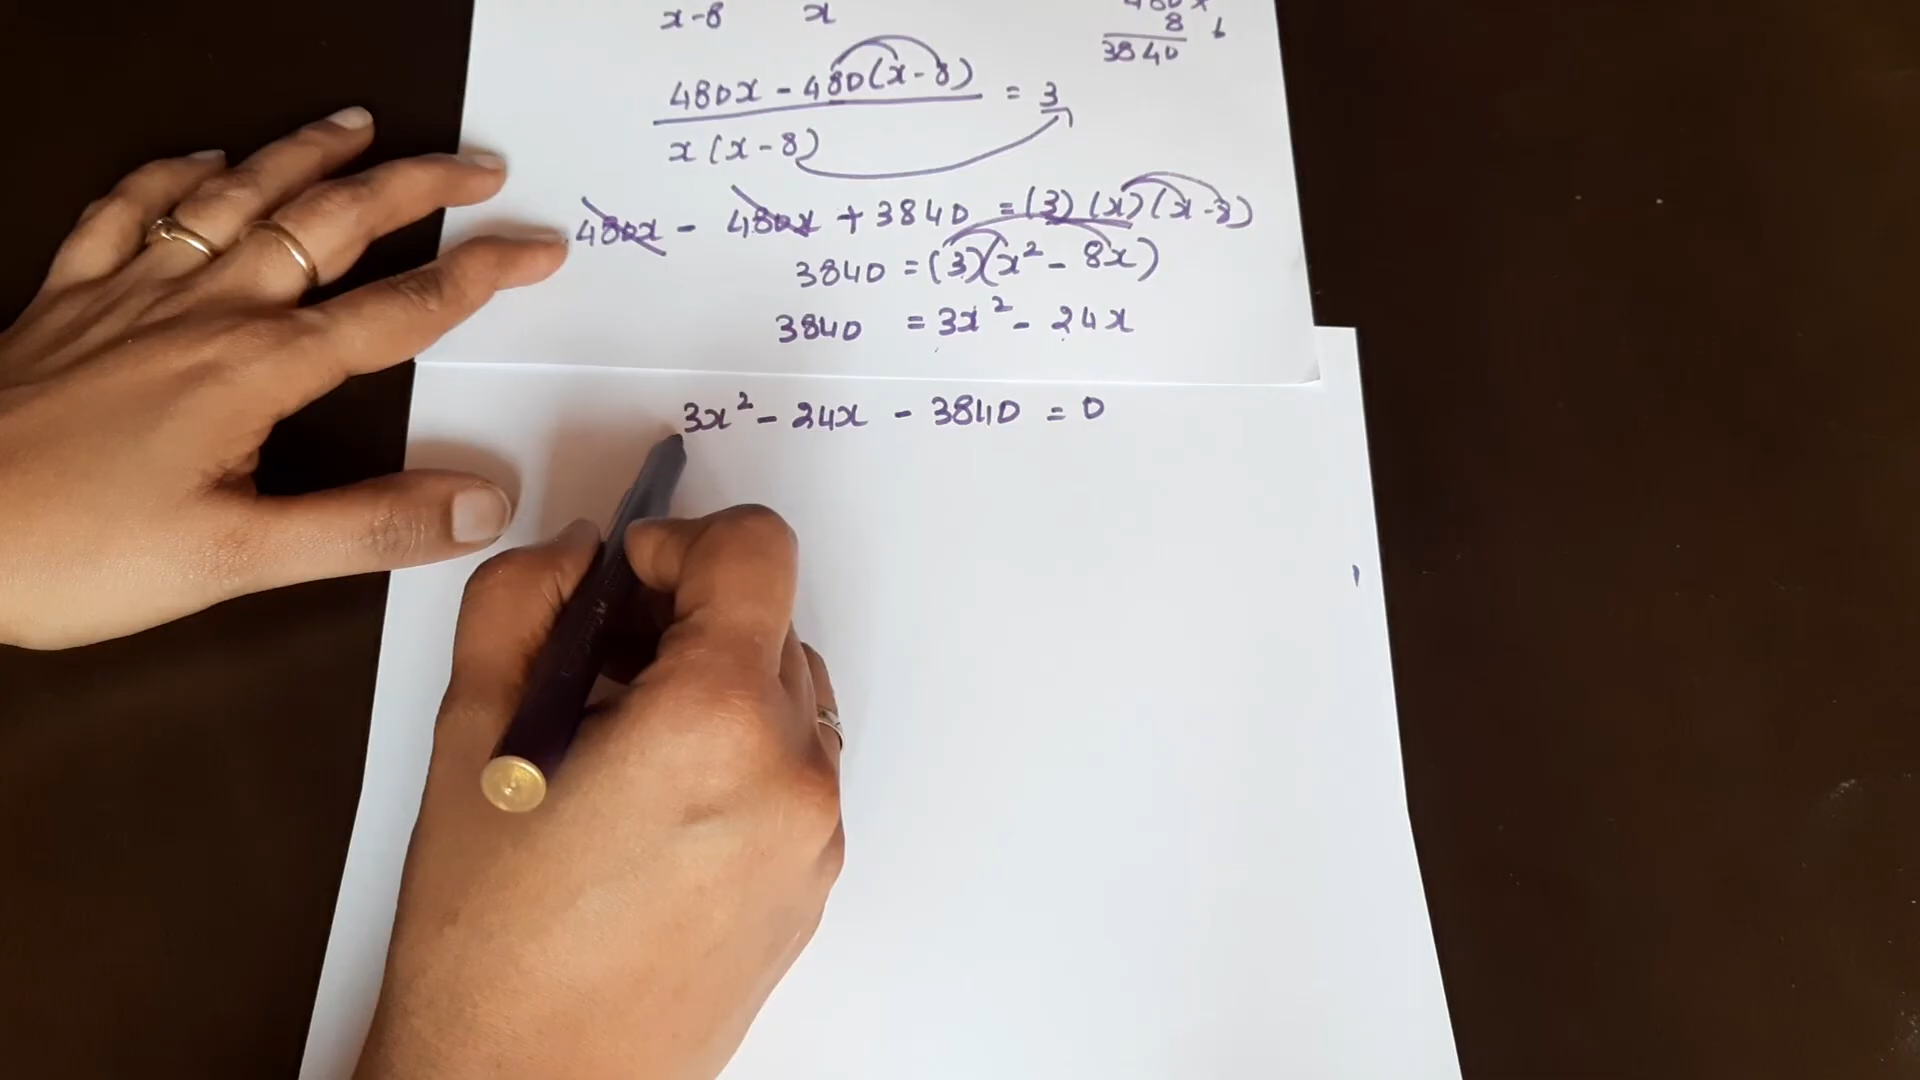 x-8 x
480 x
8
3840
480x - 480(x-8) = 3
x(x-8)
480x - 480x + 3840 = (3)(x)(x-8)
3840 = (3)(x² - 8x)
3840 = 3x² - 24x
3x² - 24x - 3840 = 0